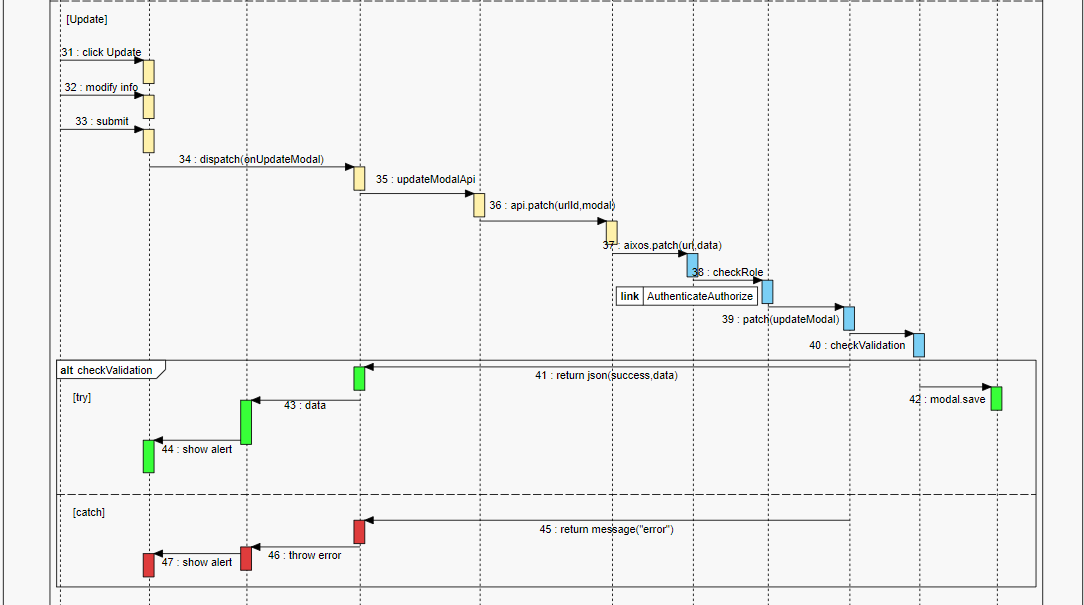 [Update]
31 : click Update
32 : modify info
33 : submit
34 : dispatch(onUpdateModal)
35 : updateModalApi
36 : api.patch(urlId,modal)
37 : aixos.patch(url,data)
38 : checkRole
link AuthenticateAuthorize
39 : patch(updateModal)
40 : checkValidation
alt checkValidation
41 : return json(success,data)
[try]
42 : modal.save
43 : data
44 : show alert
[catch]
45 : return message("error")
46 : throw error
47 : show alert